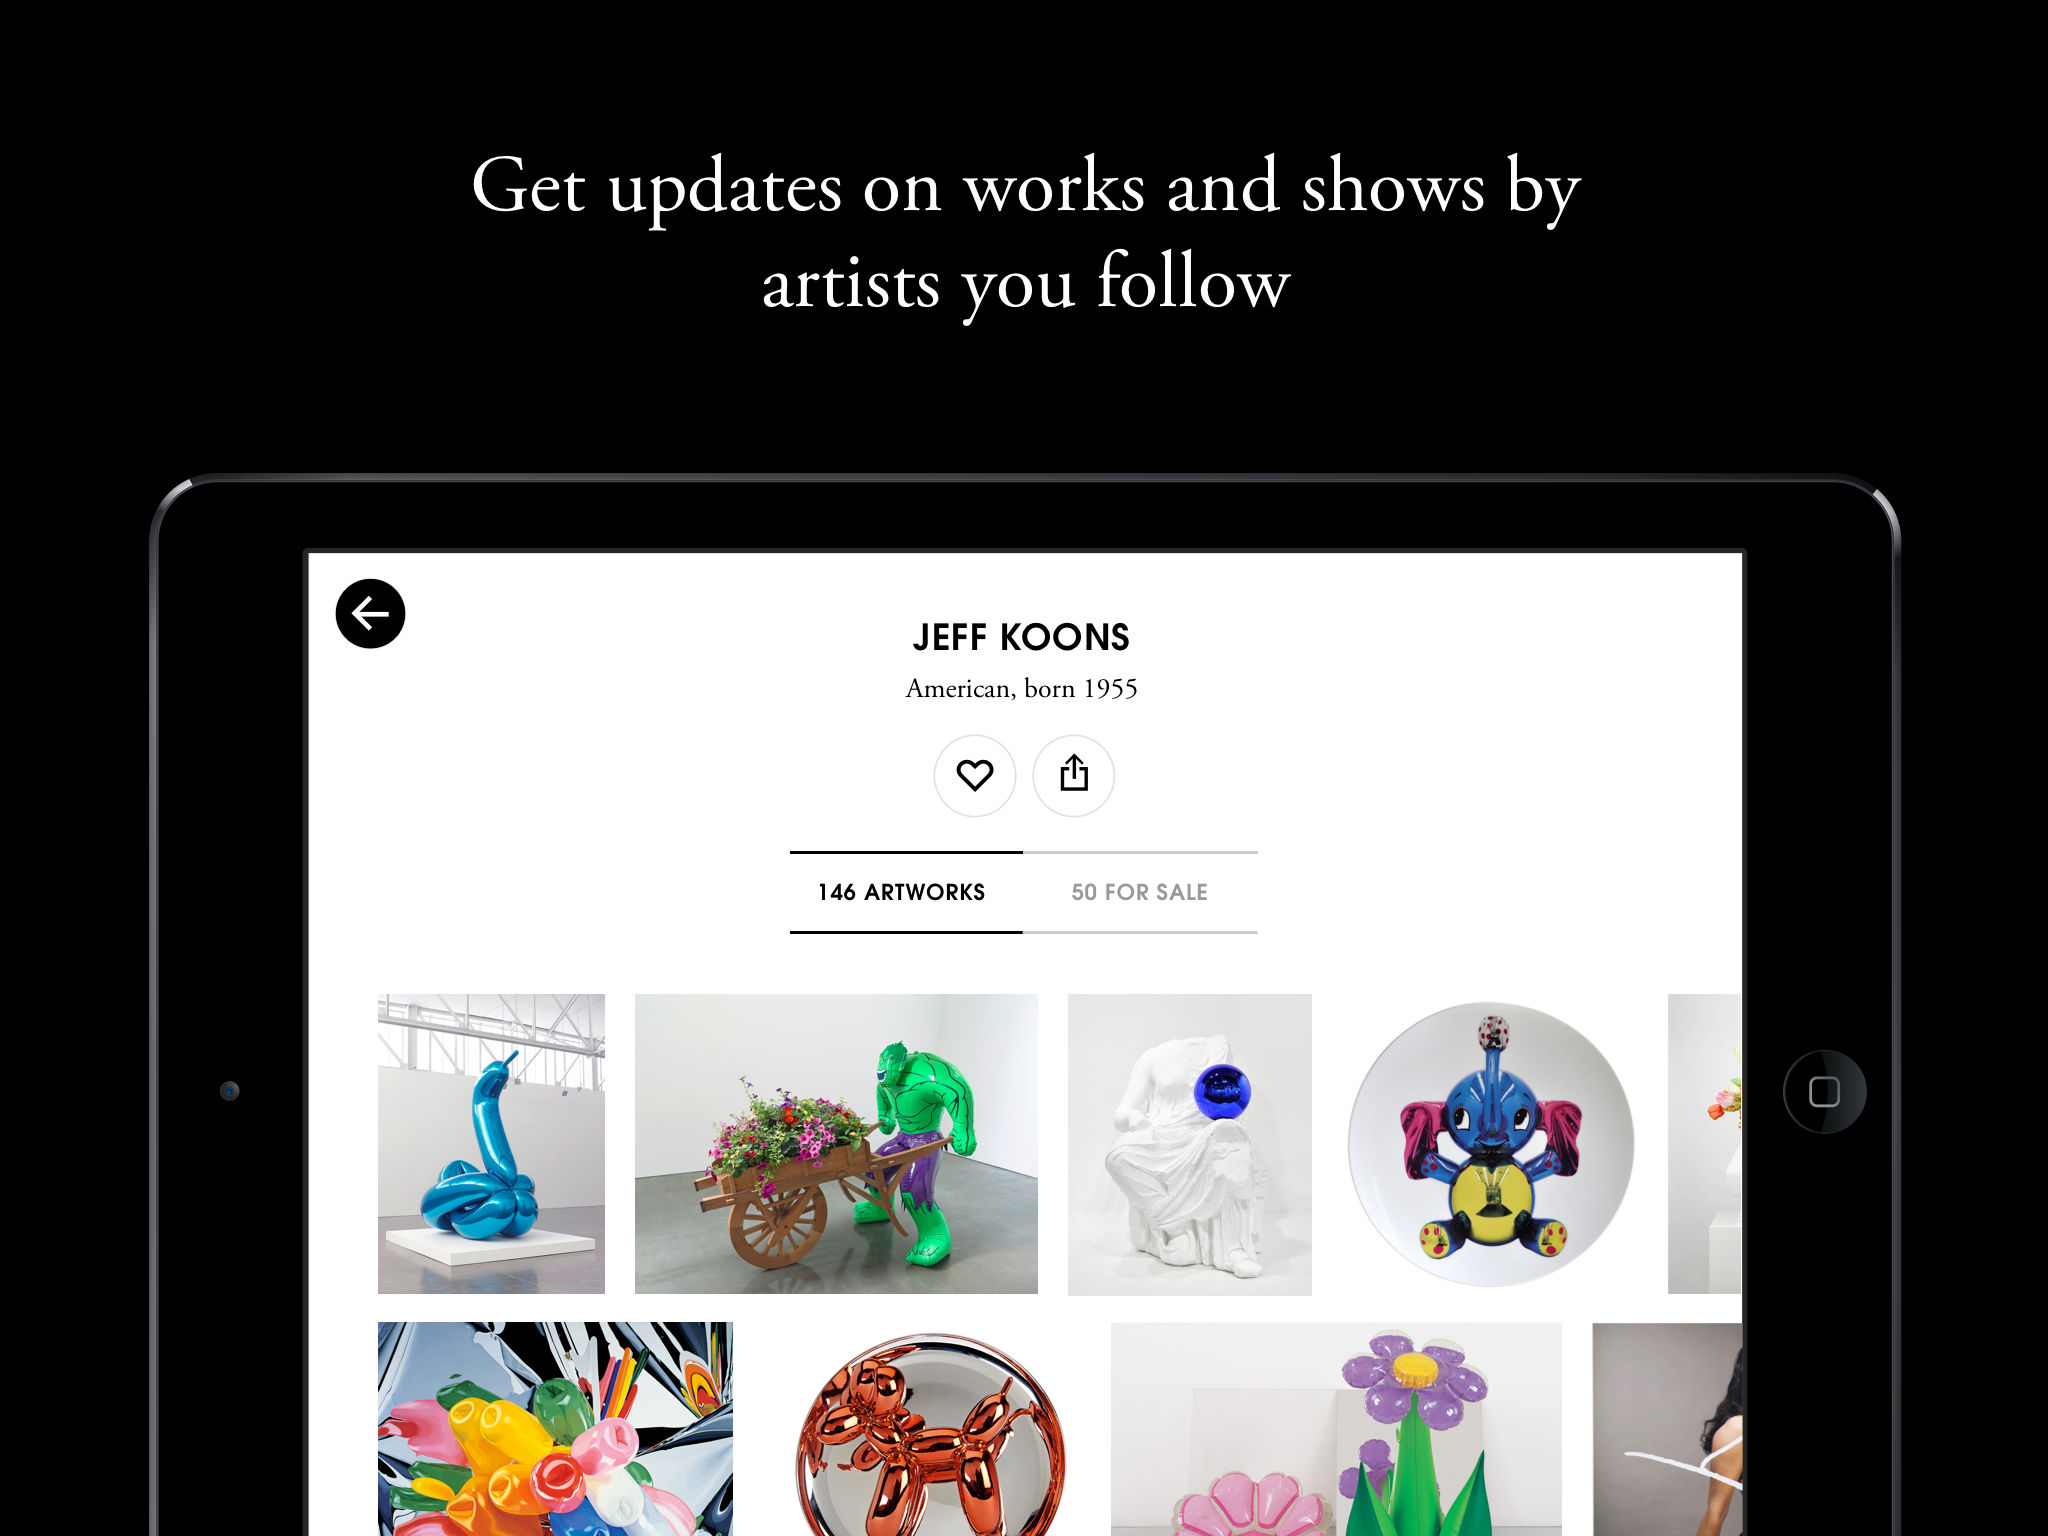 Get updates on works and shows by
artists you follow
JEFF KOONS
American, born 1955
146 ARTWORKS
50 FOR SALE